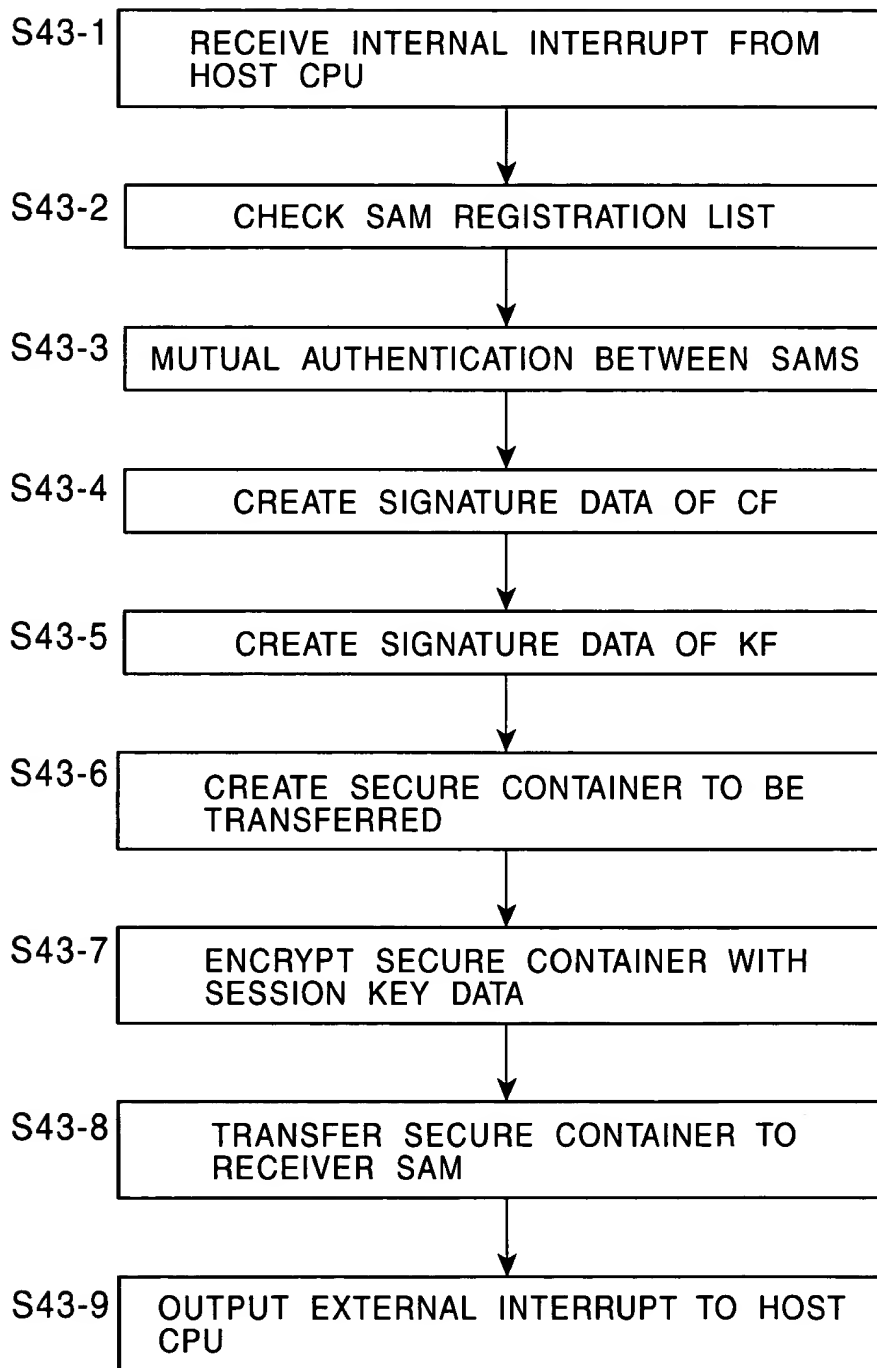 S43-1
RECEIVE INTERNAL INTERRUPT FROM
HOST CPU
S43-2
CHECK SAM REGISTRATION LIST
S43-3
MUTUAL AUTHENTICATION BETWEEN SAMS
S43-4
CREATE SIGNATURE DATA OF CF
S43-5
CREATE SIGNATURE DATA OF KF
S43-6
CREATE SECURE CONTAINER TO BE
TRANSFERRED
S43-7
ENCRYPT SECURE CONTAINER WITH
SESSION KEY DATA
S43-8
TRANSFER SECURE CONTAINER TO
RECEIVER SAM
S43-9
OUTPUT EXTERNAL INTERRUPT TO HOST
CPU